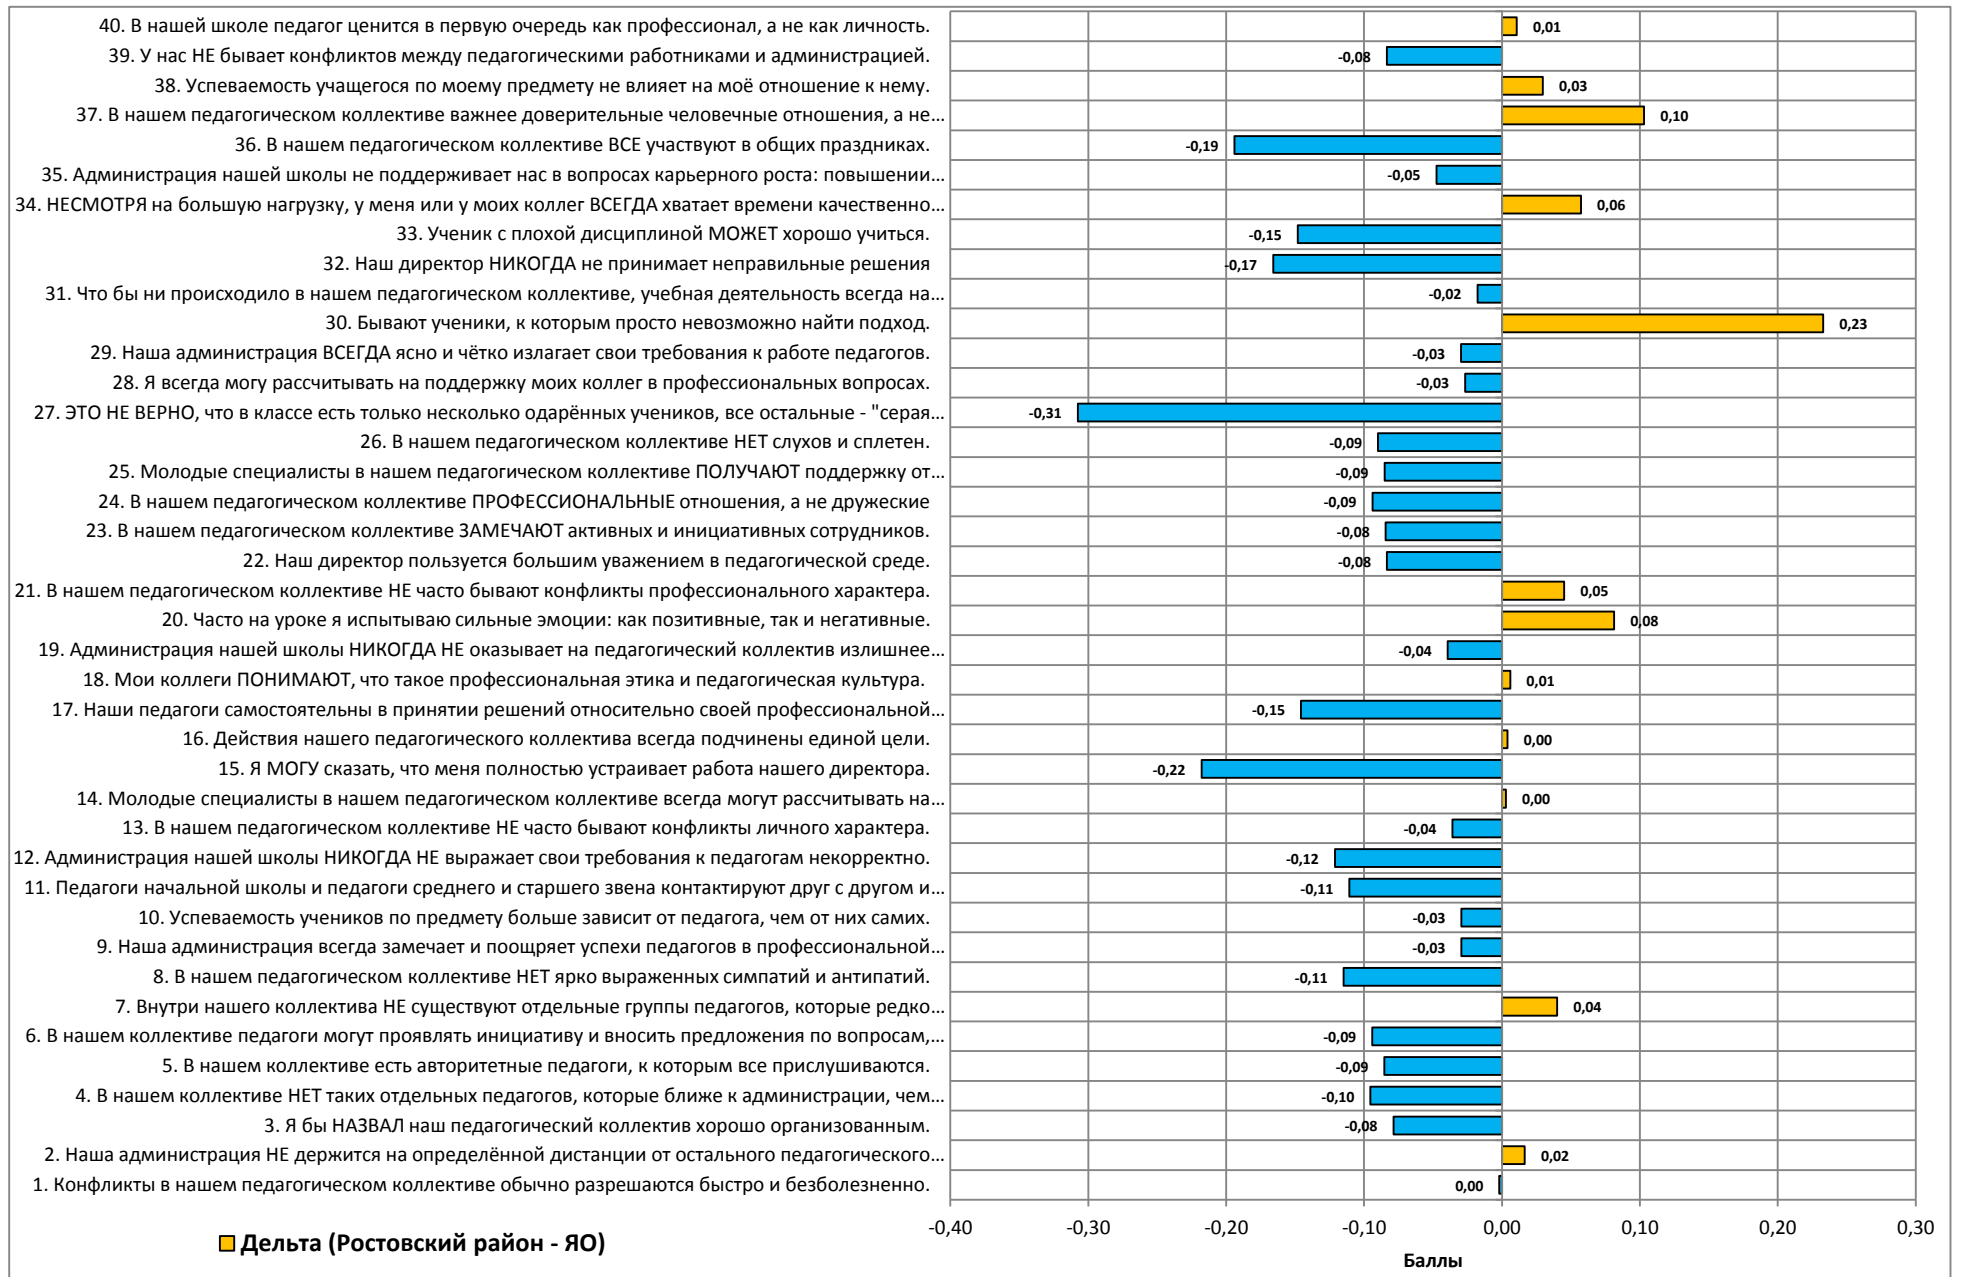 40. В нашей школе педагог ценится в первую очередь как профессионал, а не как личность.
0,01
39. У нас НЕ бывает конфликтов между педагогическими работниками и администрацией.
-0,08
38. Успеваемость учащегося по моему предмету не влияет на моё отношение к нему.
0,03
37. В нашем педагогическом коллективе важнее доверительные человечные отношения, а не...
0,10
36. В нашем педагогическом коллективе ВСЕ участвуют в общих праздниках.
-0,19
35. Администрация нашей школы не поддерживает нас в вопросах карьерного роста: повышении...
-0,05
34. НЕСМОТРЯ на большую нагрузку, у меня или у моих коллег ВСЕГДА хватает времени качественно...
0,06
33. Ученик с плохой дисциплиной МОЖЕТ хорошо учиться.
-0,15
32. Наш директор НИКОГДА не принимает неправильные решения
-0,17
31. Что бы ни происходило в нашем педагогическом коллективе, учебная деятельность всегда на...
-0,02
30. Бывают ученики, к которым просто невозможно найти подход.
0,23
29. Наша администрация ВСЕГДА ясно и чётко излагает свои требования к работе педагогов.
-0,03
28. Я всегда могу рассчитывать на поддержку моих коллег в профессиональных вопросах.
-0,03
27. ЭТО НЕ ВЕРНО, что в классе есть только несколько одарённых учеников, все остальные - "серая...
-0,31
26. В нашем педагогическом коллективе НЕТ слухов и сплетен.
-0,09
25. Молодые специалисты в нашем педагогическом коллективе ПОЛУЧАЮТ поддержку от...
-0,09
24. В нашем педагогическом коллективе ПРОФЕССИОНАЛЬНЫЕ отношения, а не дружеские
-0,09
23. В нашем педагогическом коллективе ЗАМЕЧАЮТ активных и инициативных сотрудников.
-0,08
22. Наш директор пользуется большим уважением в педагогической среде.
-0,08
21. В нашем педагогическом коллективе НЕ часто бывают конфликты профессионального характера.
0,05
20. Часто на уроке я испытываю сильные эмоции: как позитивные, так и негативные.
0,08
19. Администрация нашей школы НИКОГДА НЕ оказывает на педагогический коллектив излишнее...
-0,04
18. Мои коллеги ПОНИМАЮТ, что такое профессиональная этика и педагогическая культура.
0,01
17. Наши педагоги самостоятельны в принятии решений относительно своей профессиональной...
-0,15
16. Действия нашего педагогического коллектива всегда подчинены единой цели.
0,00
15. Я МОГУ сказать, что меня полностью устраивает работа нашего директора.
-0,22
14. Молодые специалисты в нашем педагогическом коллективе всегда могут рассчитывать на...
0,00
13. В нашем педагогическом коллективе НЕ часто бывают конфликты личного характера.
-0,04
12. Администрация нашей школы НИКОГДА НЕ выражает свои требования к педагогам некорректно.
-0,12
11. Педагоги начальной школы и педагоги среднего и старшего звена контактируют друг с другом и...
-0,11
10. Успеваемость учеников по предмету больше зависит от педагога, чем от них самих.
-0,03
9. Наша администрация всегда замечает и поощряет успехи педагогов в профессиональной...
-0,03
8. В нашем педагогическом коллективе НЕТ ярко выраженных симпатий и антипатий.
-0,11
7. Внутри нашего коллектива НЕ существуют отдельные группы педагогов, которые редко...
0,04
6. В нашем коллективе педагоги могут проявлять инициативу и вносить предложения по вопросам,...
-0,09
5. В нашем коллективе есть авторитетные педагоги, к которым все прислушиваются.
-0,09
4. В нашем коллективе НЕТ таких отдельных педагогов, которые ближе к администрации, чем...
-0,10
3. Я бы НАЗВАЛ наш педагогический коллектив хорошо организованным.
-0,08
2. Наша администрация НЕ держится на определённой дистанции от остального педагогического...
0,02
1. Конфликты в нашем педагогическом коллективе обычно разрешаются быстро и безболезненно.
0,00
-0,40 -0,30 -0,20 -0,10 0,00 0,10 0,20 0,30
Дельта (Ростовский район - ЯО)
Баллы